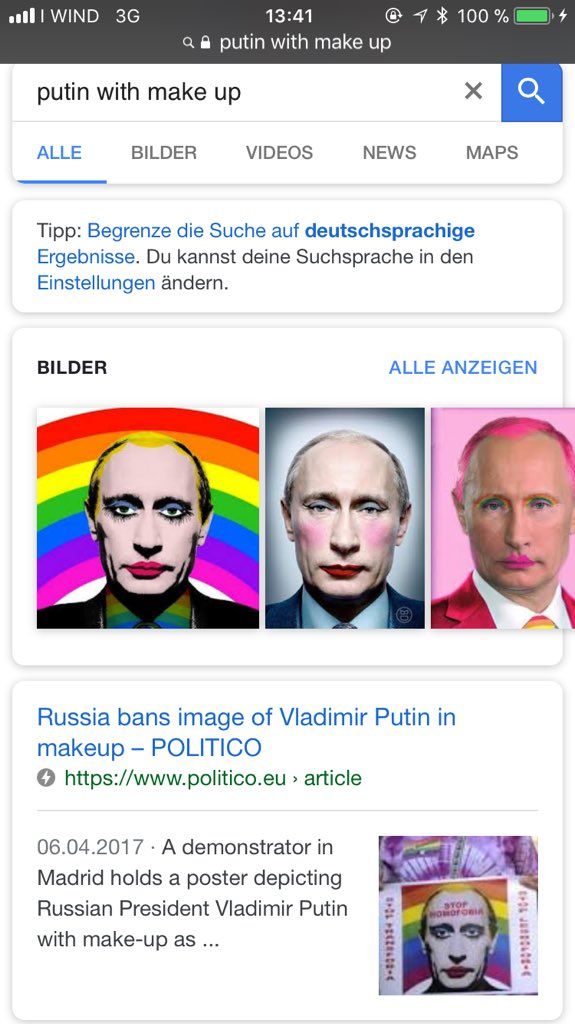 I WIND 3G 13:41 100 %
putin with make up
putin with make up
ALLE BILDER VIDEOS NEWS MAPS
Tipp: Begrenze die Suche auf deutschsprachige
Ergebnisse. Du kannst deine Suchsprache in den
Einstellungen ändern.
BILDER ALLE ANZEIGEN
Russia bans image of Vladimir Putin in
makeup – POLITICO
https://www.politico.eu › article
06.04.2017 · A demonstrator in
Madrid holds a poster depicting
Russian President Vladimir Putin
with make-up as ...
STOP
HOMOFOBIA
STOP TRANSFOBIA
STOP LESBOFOBIA